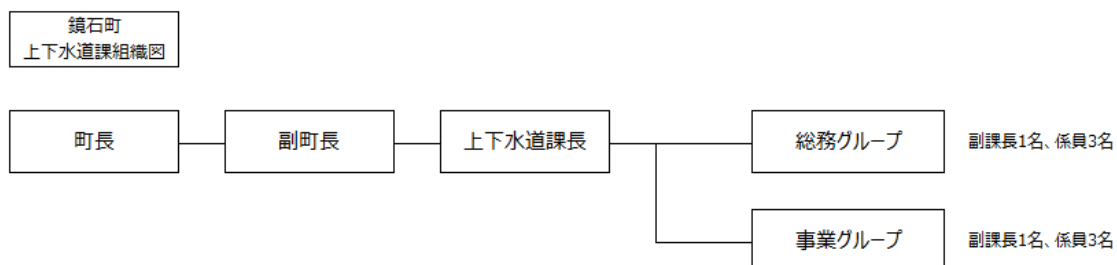 鏡石町
上下水道課組織図
町長
副町長
上下水道課長
総務グループ
副課長1名、係員3名
事業グループ
副課長1名、係員3名